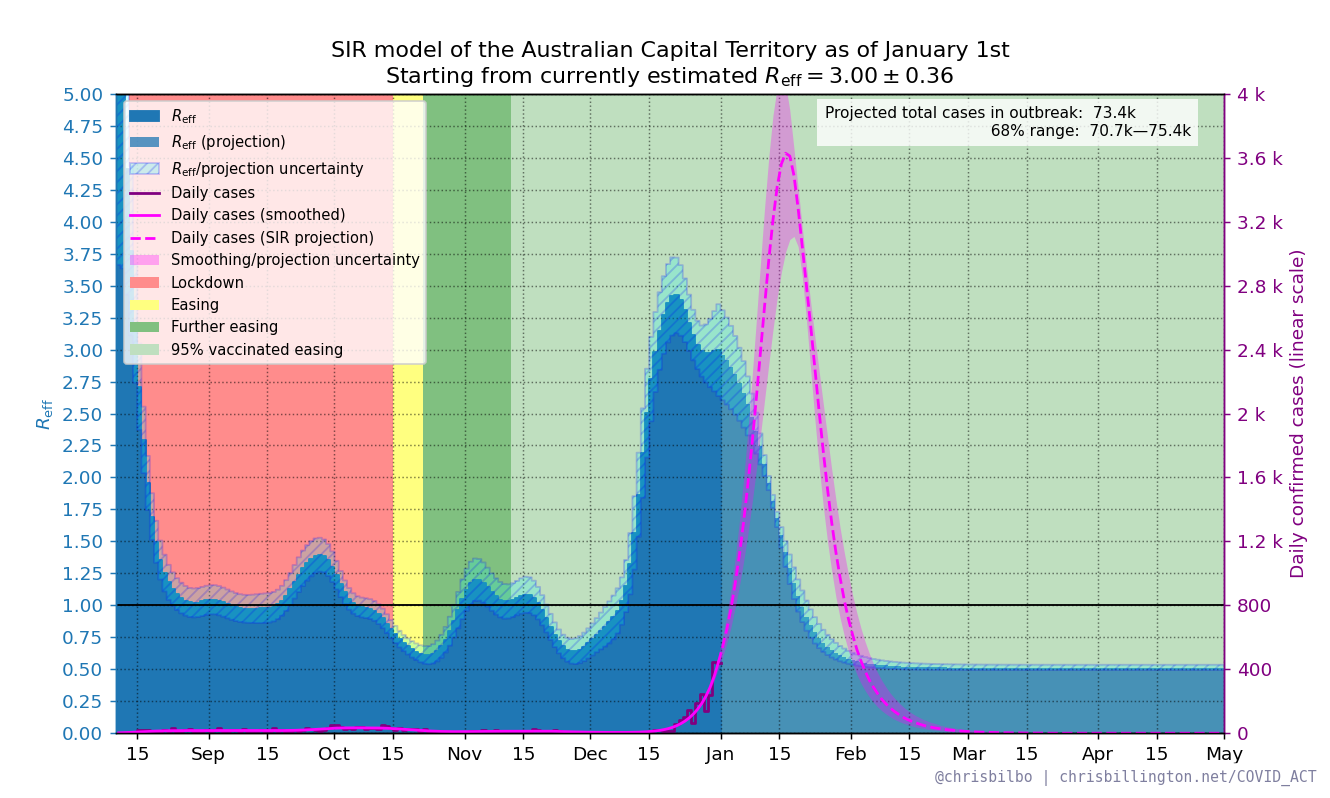 SIR model of the Australian Capital Territory as of January 1st
Starting from currently estimated R_eff = 3.00 ± 0.36
Projected total cases in outbreak: 73.4k
68% range: 70.7k—75.4k
R_eff
R_eff (projection)
R_eff/projection uncertainty
Daily cases
Daily cases (smoothed)
Daily cases (SIR projection)
Smoothing/projection uncertainty
Lockdown
Easing
Further easing
95% vaccinated easing
R_eff
5.00
4.75
4.50
4.25
4.00
3.75
3.50
3.25
3.00
2.75
2.50
2.25
2.00
1.75
1.50
1.25
1.00
0.75
0.50
0.25
0.00
4 k
3.6 k
3.2 k
2.8 k
2.4 k
2 k
1.6 k
1.2 k
800
400
0
Daily confirmed cases (linear scale)
15 Sep 15 Oct 15 Nov 15 Dec 15 Jan 15 Feb 15 Mar 15 Apr 15 May
@chrisbilbo | chrisbillington.net/COVID_ACT